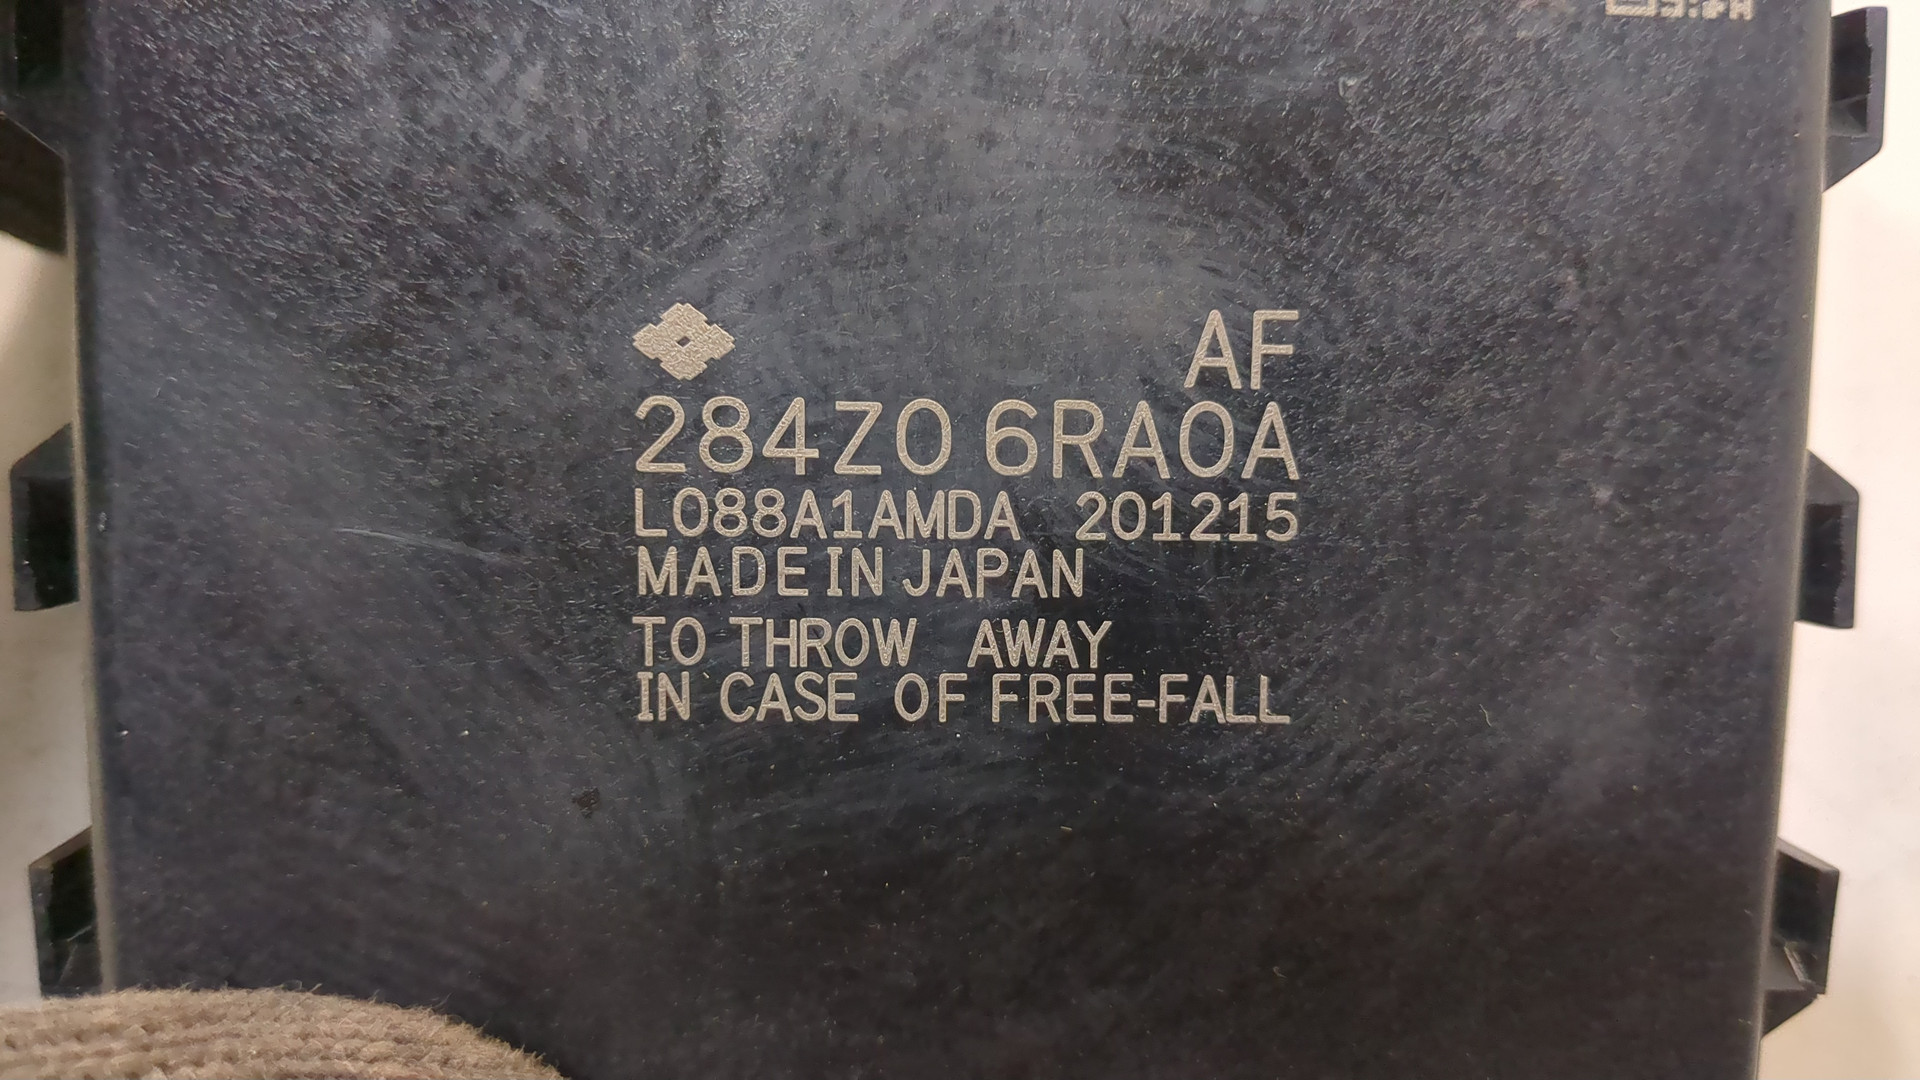 AF
284Z0 6RA0A
L088A1AMDA 201215
MADE IN JAPAN
TO THROW AWAY
IN CASE OF FREE-FALL